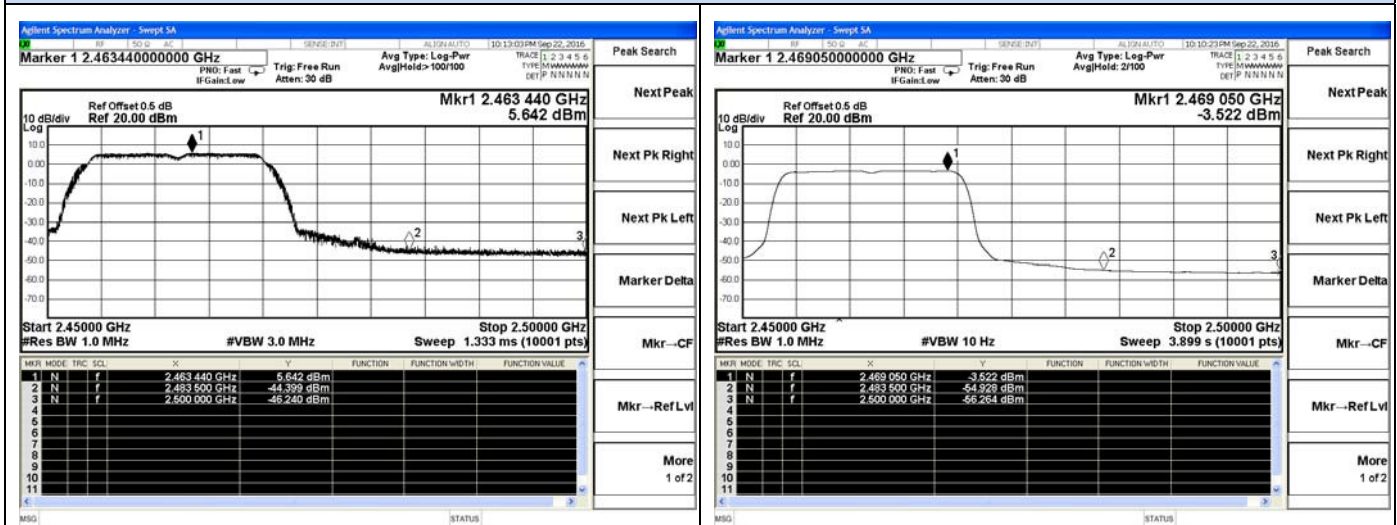 Agilent Spectrum Analyzer - Swept SA
RF 50 Ω AC SENSE:INT ALIGN AUTO 10:13:03 PM Sep 22, 2016
Marker 1 2.463440000000 GHz
PNO: Fast
IFGain:Low
Trig: Free Run
Atten: 30 dB
Avg Type: Log-Pwr
Avg|Hold:> 100/100
TRACE 1 2 3 4 5 6
TYPE M
DET P N N N N N
Peak Search
Next Peak
Next Pk Right
Next Pk Left
Marker Delta
Mkr→CF
Mkr→Ref Lvl
More
1 of 2
Ref Offset 0.5 dB
10 dB/div Ref 20.00 dBm
Log
Mkr1 2.463 440 GHz
5.642 dBm
10.0
0.00
-10.0
-20.0
-30.0
-40.0
-50.0
-60.0
-70.0
1
2
3
Start 2.45000 GHz Stop 2.50000 GHz
#Res BW 1.0 MHz #VBW 3.0 MHz Sweep 1.333 ms (10001 pts)
MKR MODE TRC SCL X Y FUNCTION FUNCTION WIDTH FUNCTION VALUE
1 N f 2.463 440 GHz 5.642 dBm
2 N f 2.483 500 GHz -44.399 dBm
3 N f 2.500 000 GHz -46.240 dBm
4
5
6
7
8
9
10
11
MSG STATUS
Agilent Spectrum Analyzer - Swept SA
RF 50 Ω AC SENSE:INT ALIGN AUTO 10:10:23 PM Sep 22, 2016
Marker 1 2.469050000000 GHz
PNO: Fast
IFGain:Low
Trig: Free Run
Atten: 30 dB
Avg Type: Log-Pwr
Avg|Hold: 2/100
TRACE 1 2 3 4 5 6
TYPE M
DET P N N N N N
Peak Search
Next Peak
Next Pk Right
Next Pk Left
Marker Delta
Mkr→CF
Mkr→Ref Lvl
More
1 of 2
Ref Offset 0.5 dB
10 dB/div Ref 20.00 dBm
Log
Mkr1 2.469 050 GHz
-3.522 dBm
10.0
0.00
-10.0
-20.0
-30.0
-40.0
-50.0
-60.0
-70.0
1
2
3
Start 2.45000 GHz Stop 2.50000 GHz
#Res BW 1.0 MHz #VBW 10 Hz Sweep 3.899 s (10001 pts)
MKR MODE TRC SCL X Y FUNCTION FUNCTION WIDTH FUNCTION VALUE
1 N f 2.469 050 GHz -3.522 dBm
2 N f 2.483 500 GHz -54.928 dBm
3 N f 2.500 000 GHz -56.264 dBm
4
5
6
7
8
9
10
11
MSG STATUS